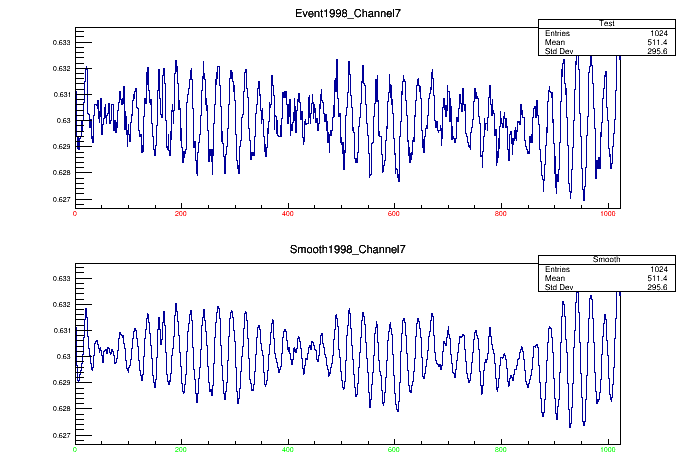 Event1998_Channel7
Test
Entries 1024
Mean 511.4
Std Dev 295.6
0.633
0.632
0.631
0.63
0.629
0.628
0.627
0 200 400 600 800 1000
Smooth1998_Channel7
Smooth
Entries 1024
Mean 511.4
Std Dev 295.6
0.633
0.632
0.631
0.63
0.629
0.628
0.627
0 200 400 600 800 1000